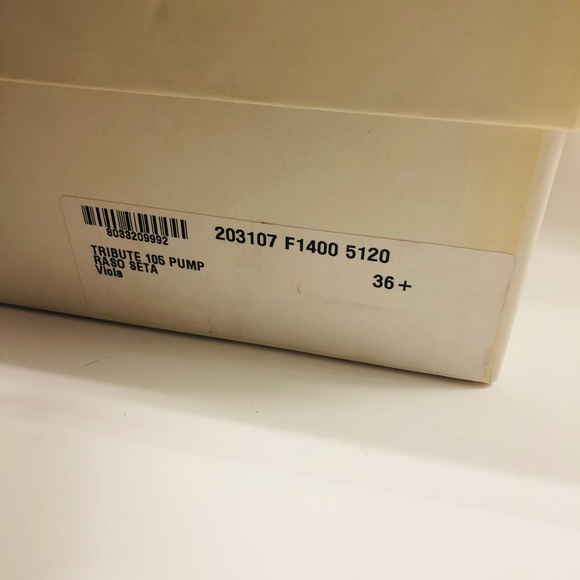 8033209992
203107 F1400 5120
TRIBUTE 105 PUMP
RASO SETA
Viola
36+